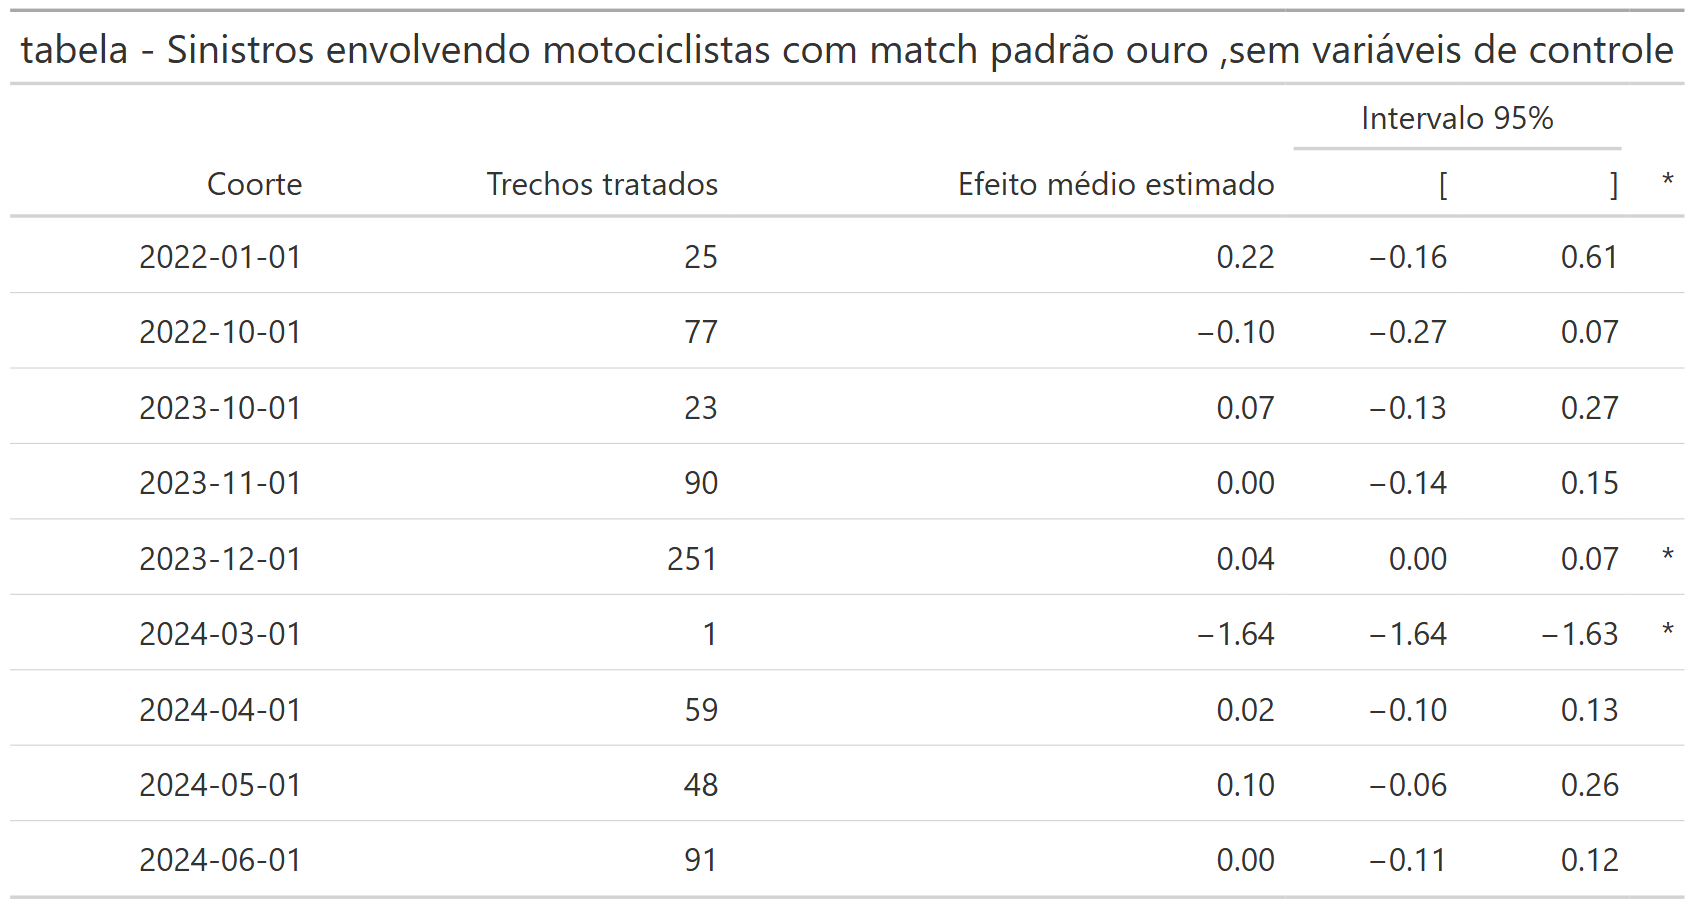 tabela - Sinistros envolvendo motociclistas com match padrão ouro ,sem variáveis de controle
Intervalo 95%
Coorte Trechos tratados Efeito médio estimado [ ] *
2022-01-01 25 0.22 −0.16 0.61
2022-10-01 77 −0.10 −0.27 0.07
2023-10-01 23 0.07 −0.13 0.27
2023-11-01 90 0.00 −0.14 0.15
2023-12-01 251 0.04 0.00 0.07 *
2024-03-01 1 −1.64 −1.64 −1.63 *
2024-04-01 59 0.02 −0.10 0.13
2024-05-01 48 0.10 −0.06 0.26
2024-06-01 91 0.00 −0.11 0.12